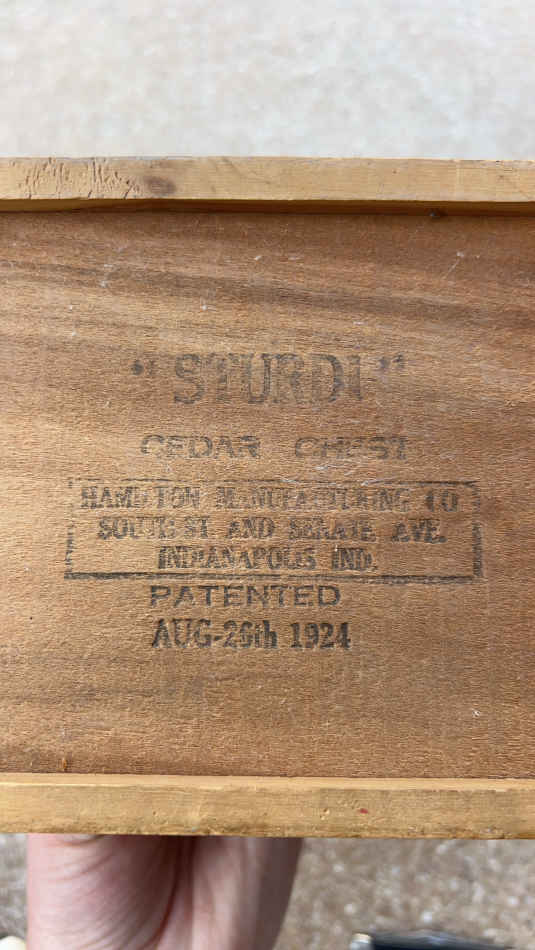 "STURDI"
CEDAR CHEST
HAMILTON MANUFACTURING CO
SOUTH ST. AND SENATE AVE.
INDIANAPOLIS IND.
PATENTED
AUG-26th 1924